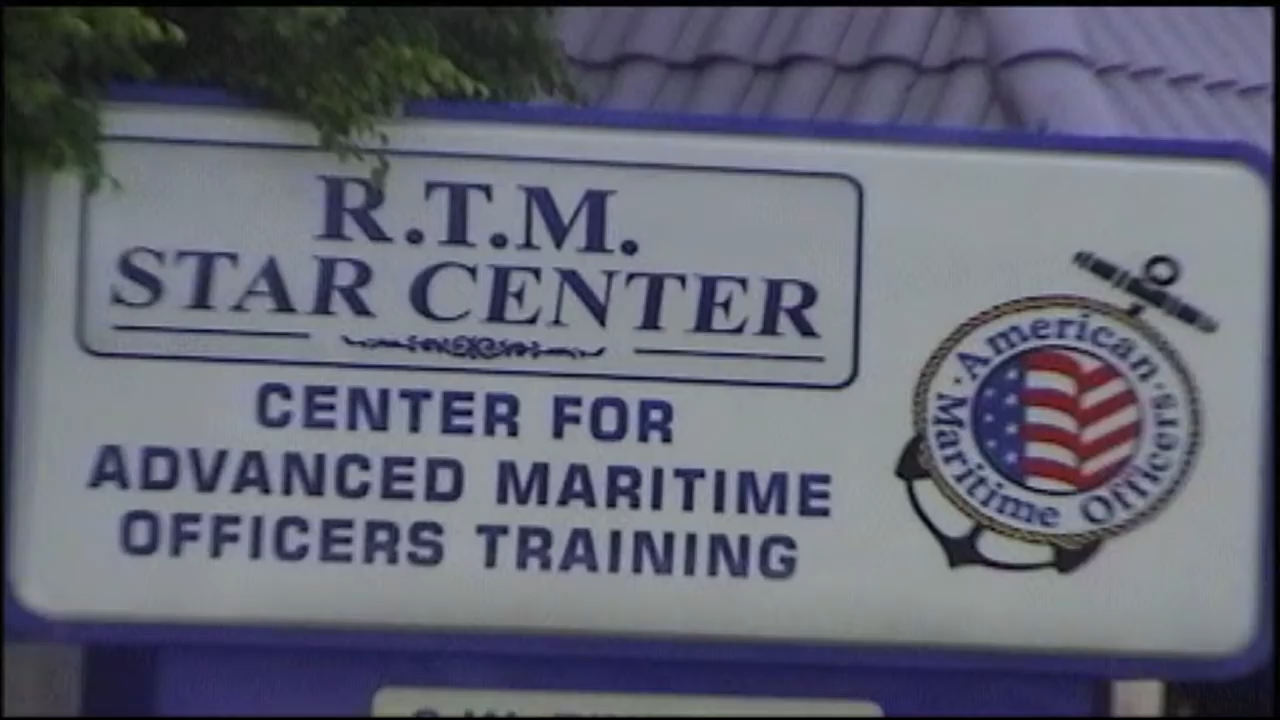 R.T.M.
STAR CENTER
CENTER FOR
ADVANCED MARITIME
OFFICERS TRAINING
· American ·
Maritime Officers